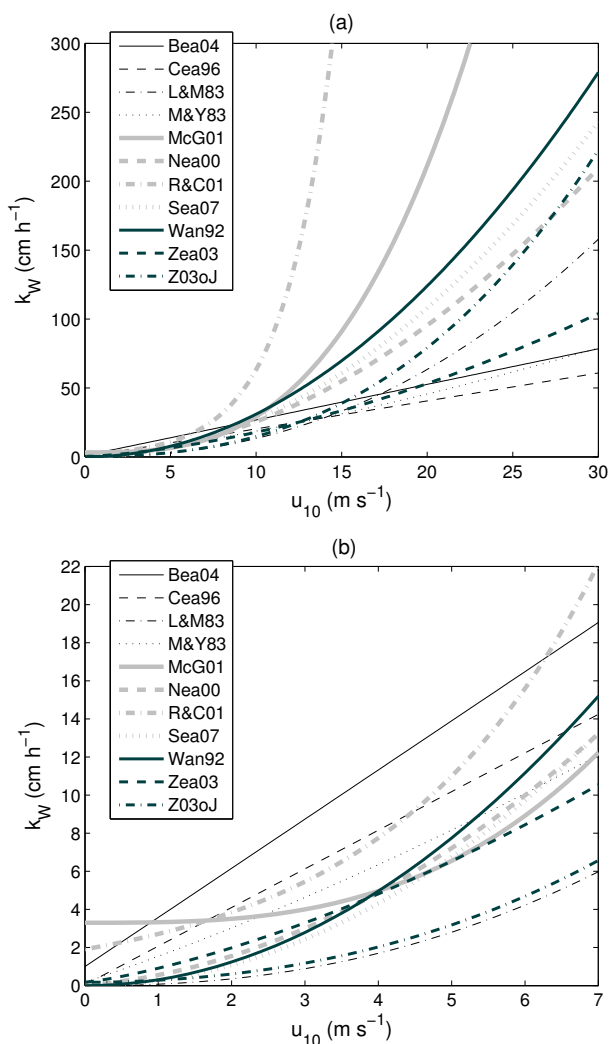 (a)
300
250
200
150
100
50
0
k_W (cm h⁻¹)
Bea04
Cea96
L&M83
M&Y83
McG01
Nea00
R&C01
Sea07
Wan92
Zea03
Z03oJ
0 5 10 15 20 25 30
u₁₀ (m s⁻¹)
(b)
22
20
18
16
14
12
10
8
6
4
2
0
k_W (cm h⁻¹)
Bea04
Cea96
L&M83
M&Y83
McG01
Nea00
R&C01
Sea07
Wan92
Zea03
Z03oJ
0 1 2 3 4 5 6 7
u₁₀ (m s⁻¹)